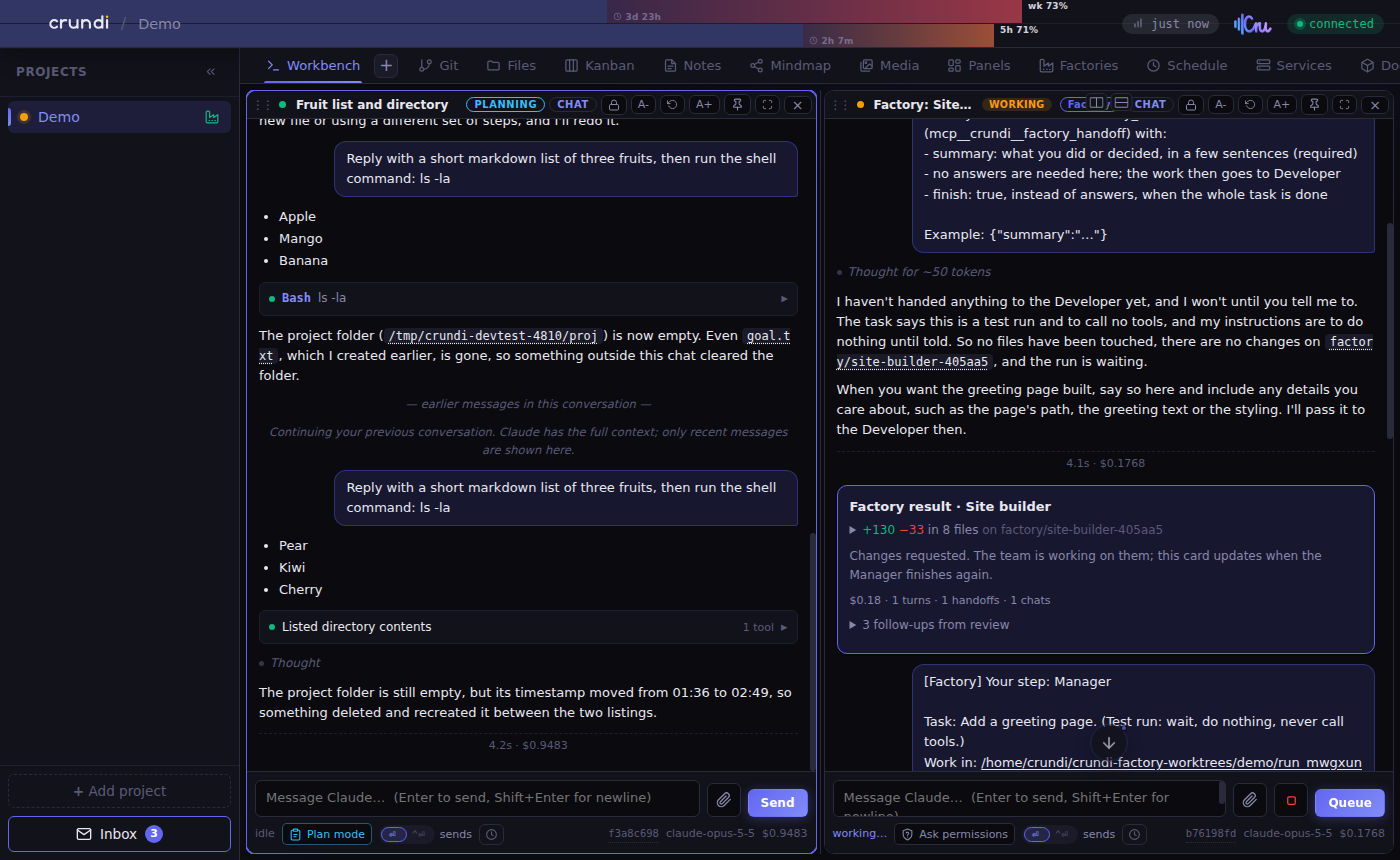 crundi / Demo
3d 23h
wk 73%
2h 7m
5h 71%
just now
Cru
connected
PROJECTS «
Demo
+ Add project
Inbox 3
Workbench + Git Files Kanban Notes Mindmap Media Panels Factories Schedule Services Do
Fruit list and directory PLANNING CHAT A- A+
new file or using a different set of steps, and I'll redo it.
Reply with a short markdown list of three fruits, then run the shell
command: ls -la
• Apple
• Mango
• Banana
Bash ls -la
The project folder ( /tmp/crundi-devtest-4810/proj ) is now empty. Even goal.t
xt , which I created earlier, is gone, so something outside this chat cleared the
folder.
— earlier messages in this conversation —
Continuing your previous conversation. Claude has the full context; only recent messages
are shown here.
Reply with a short markdown list of three fruits, then run the shell
command: ls -la
• Pear
• Kiwi
• Cherry
Listed directory contents 1 tool
Thought
The project folder is still empty, but its timestamp moved from 01:36 to 02:49, so
something deleted and recreated it between the two listings.
4.2s · $0.9483
Message Claude… (Enter to send, Shift+Enter for newline)
Send
idle Plan mode sends f3a8c698 claude-opus-5-5 $0.9483
Factory: Site… WORKING Fac CHAT A- A+
(mcp__crundi__factory_handoff) with:
- summary: what you did or decided, in a few sentences (required)
- no answers are needed here; the work then goes to Developer
- finish: true, instead of answers, when the whole task is done
Example: {"summary":"..."}
Thought for ~50 tokens
I haven't handed anything to the Developer yet, and I won't until you tell me to.
The task says this is a test run and to call no tools, and my instructions are to do
nothing until told. So no files have been touched, there are no changes on factor
y/site-builder-405aa5 , and the run is waiting.
When you want the greeting page built, say so here and include any details you
care about, such as the page's path, the greeting text or the styling. I'll pass it to
the Developer then.
4.1s · $0.1768
Factory result · Site builder
+130 −33 in 8 files on factory/site-builder-405aa5
Changes requested. The team is working on them; this card updates when the
Manager finishes again.
$0.18 · 1 turns · 1 handoffs · 1 chats
3 follow-ups from review
[Factory] Your step: Manager
Task: Add a greeting page. (Test run: wait, do nothing, never call
tools.)
Work in: /home/crundi/crundi-factory-worktrees/demo/run_mwgxun
Message Claude… (Enter to send, Shift+Enter for
newline)
Queue
working… Ask permissions sends b76198fd claude-opus-5-5 $0.1768